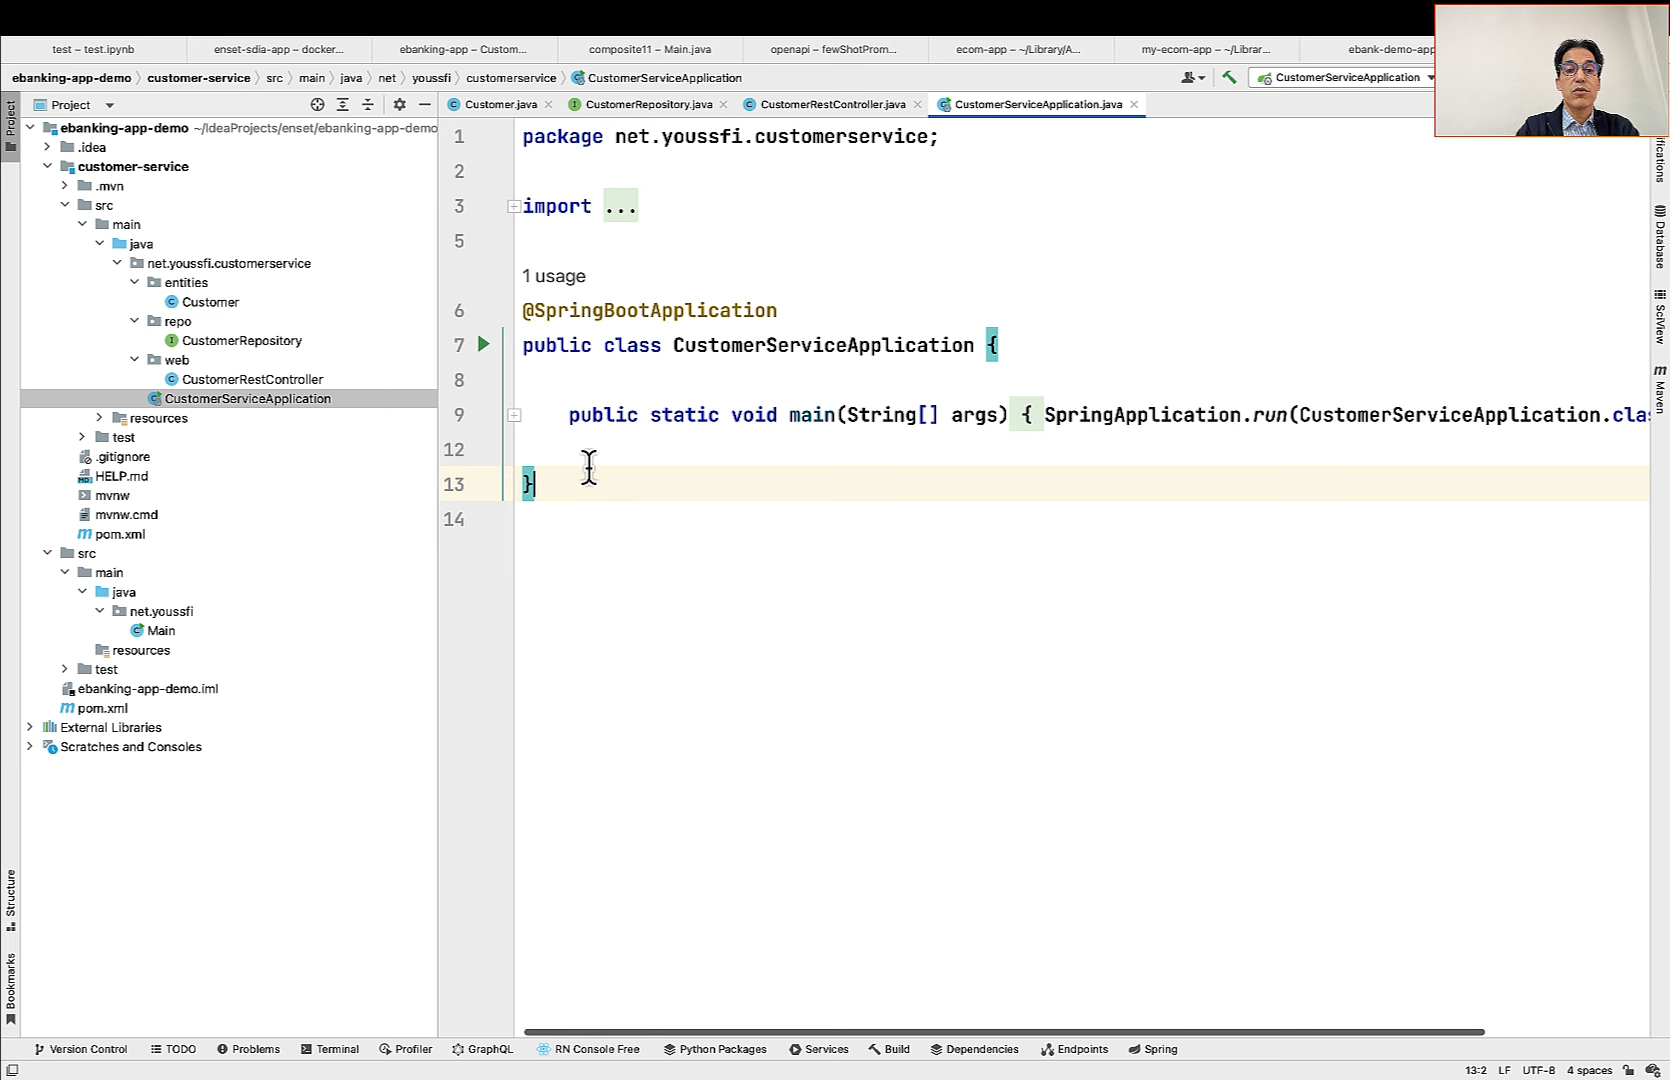 test – test.ipynb
enset-sdia-app – docker...
ebanking-app – Custom...
composite11 – Main.java
openapi – fewShotProm...
ecom-app – ~/Library/A...
my-ecom-app – ~/Librar...
ebank-demo-app
ebanking-app-demo customer-service src main java net youssfi customerservice CustomerServiceApplication
CustomerServiceApplication
Project
Project
Customer.java
CustomerRepository.java
CustomerRestController.java
CustomerServiceApplication.java
ebanking-app-demo ~/IdeaProjects/enset/ebanking-app-demo
.idea
customer-service
.mvn
src
main
java
net.youssfi.customerservice
entities
Customer
repo
CustomerRepository
web
CustomerRestController
CustomerServiceApplication
resources
test
.gitignore
HELP.md
mvnw
mvnw.cmd
pom.xml
src
main
java
net.youssfi
Main
resources
test
ebanking-app-demo.iml
pom.xml
External Libraries
Scratches and Consoles
Structure
Bookmarks
1 package net.youssfi.customerservice;
2
3 import ...
5
1 usage
6 @SpringBootApplication
7 public class CustomerServiceApplication {
8
9 public static void main(String[] args) { SpringApplication.run(CustomerServiceApplication.clas
12
13 }
14
Database
SciView
Maven
Version Control TODO Problems Terminal Profiler GraphQL RN Console Free Python Packages Services Build Dependencies Endpoints Spring
13:2 LF UTF-8 4 spaces